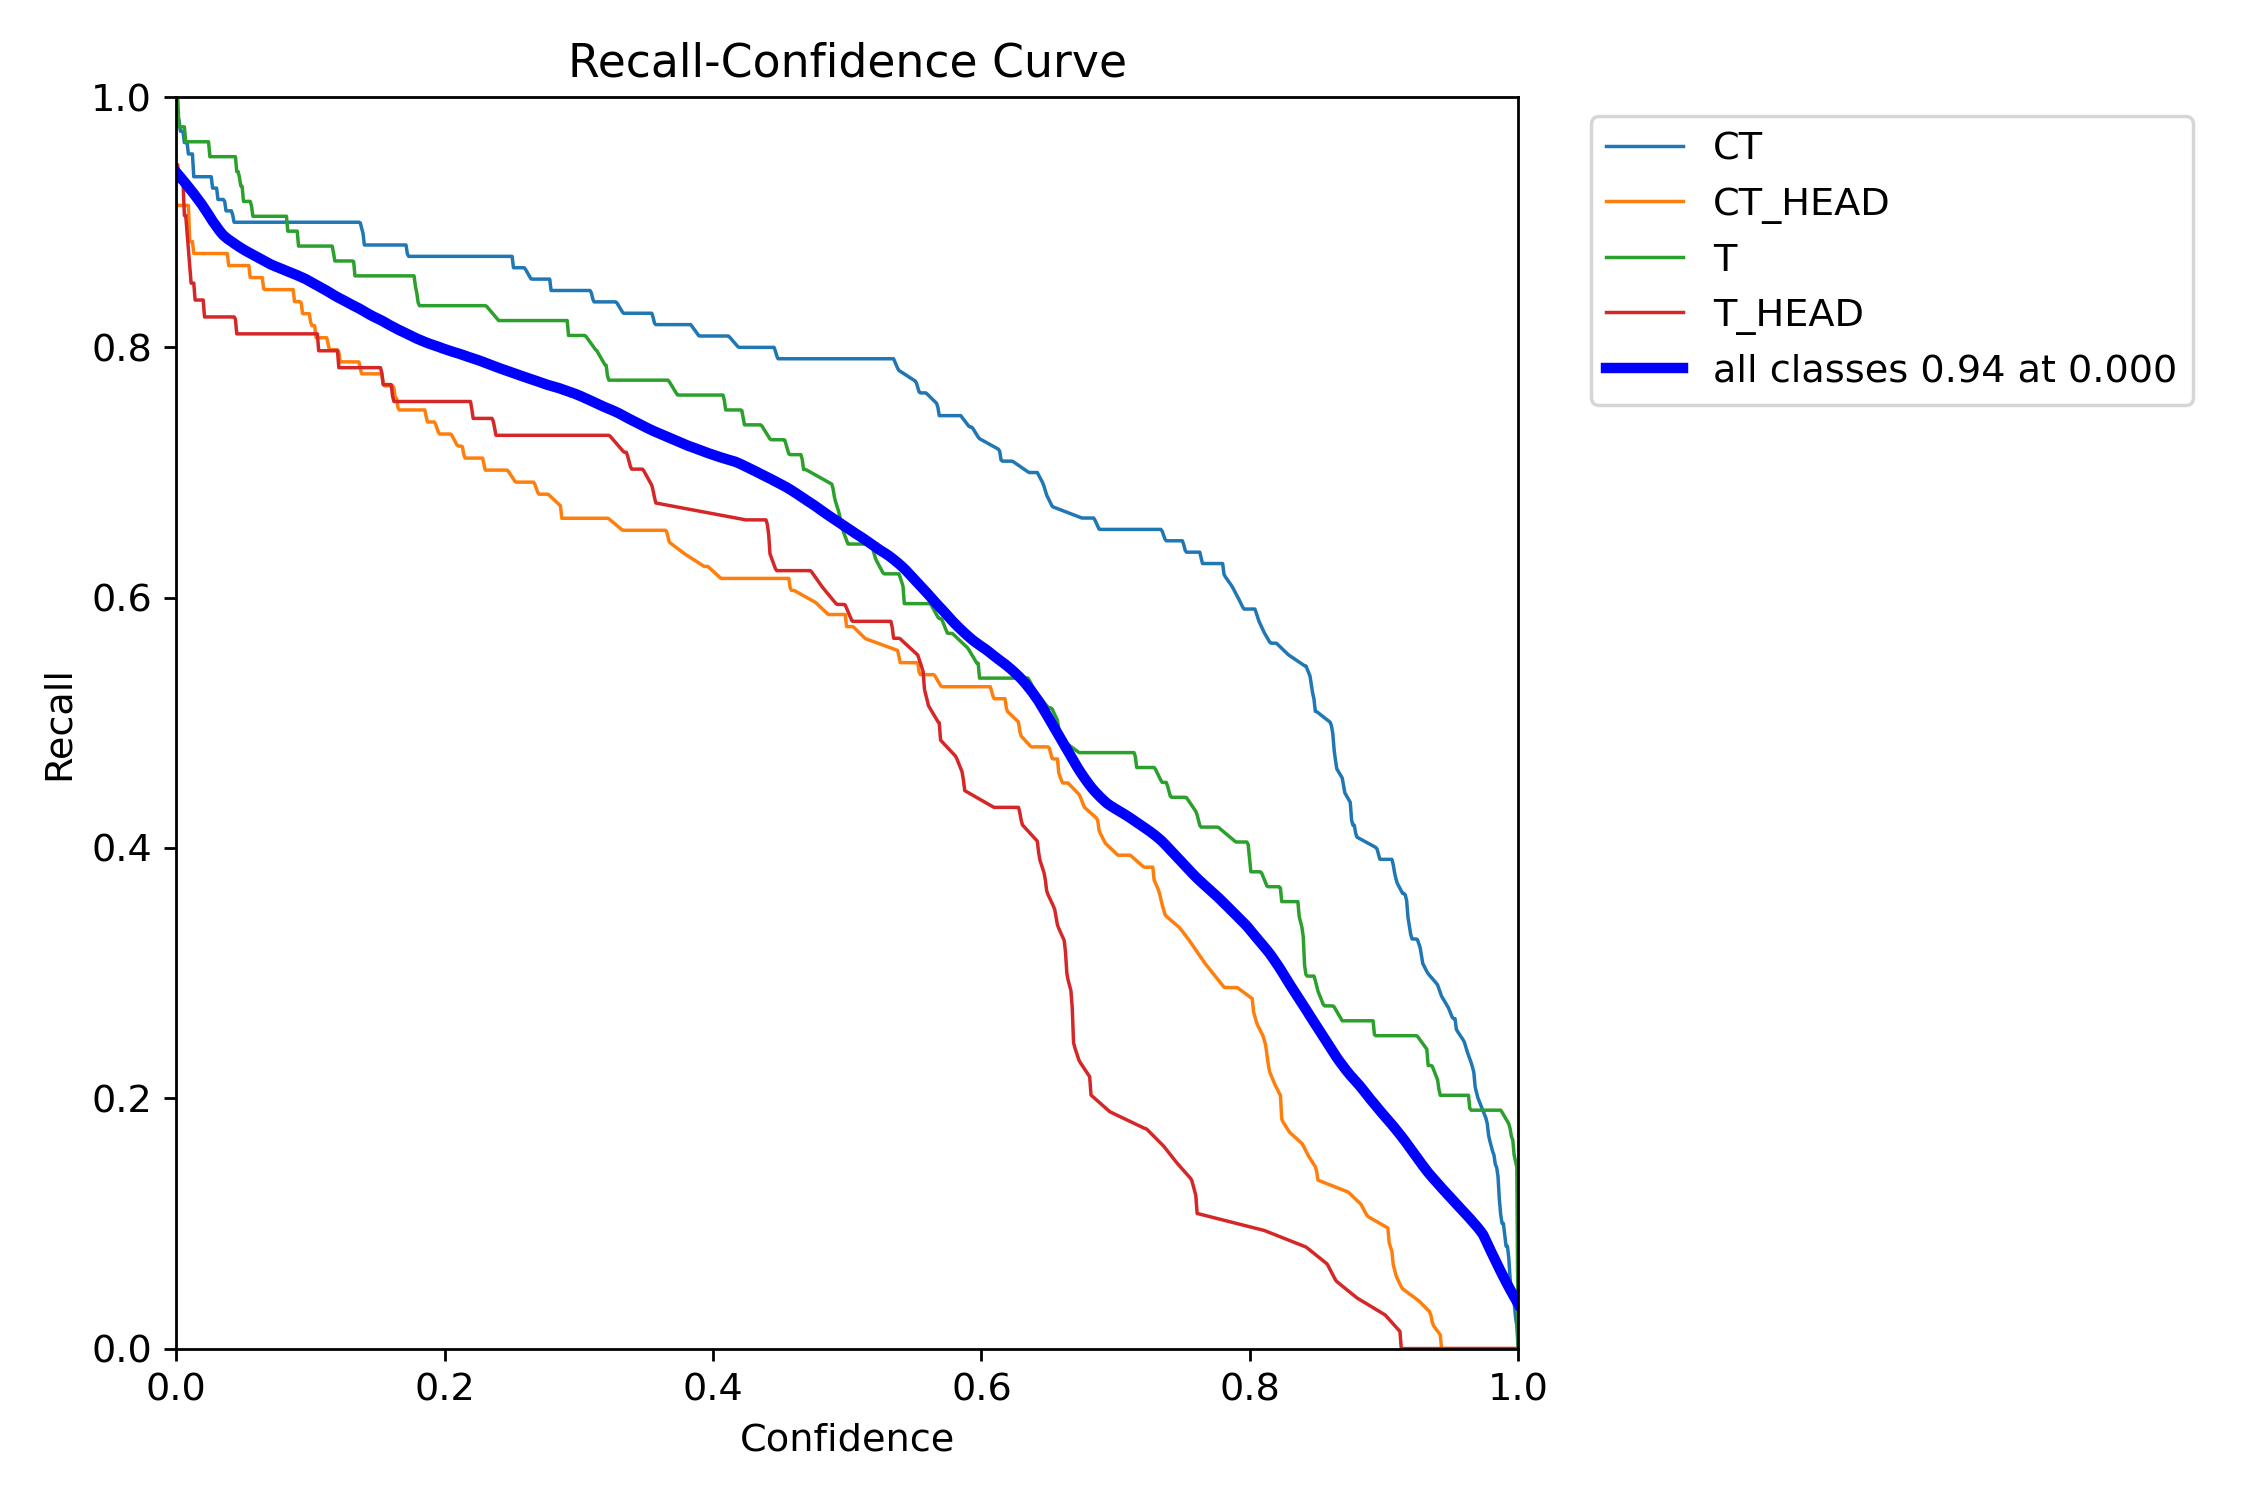 Recall-Confidence Curve
1.0
0.8
0.6
0.4
0.2
0.0
Recall
0.0 0.2 0.4 0.6 0.8 1.0
Confidence
CT
CT_HEAD
T
T_HEAD
all classes 0.94 at 0.000